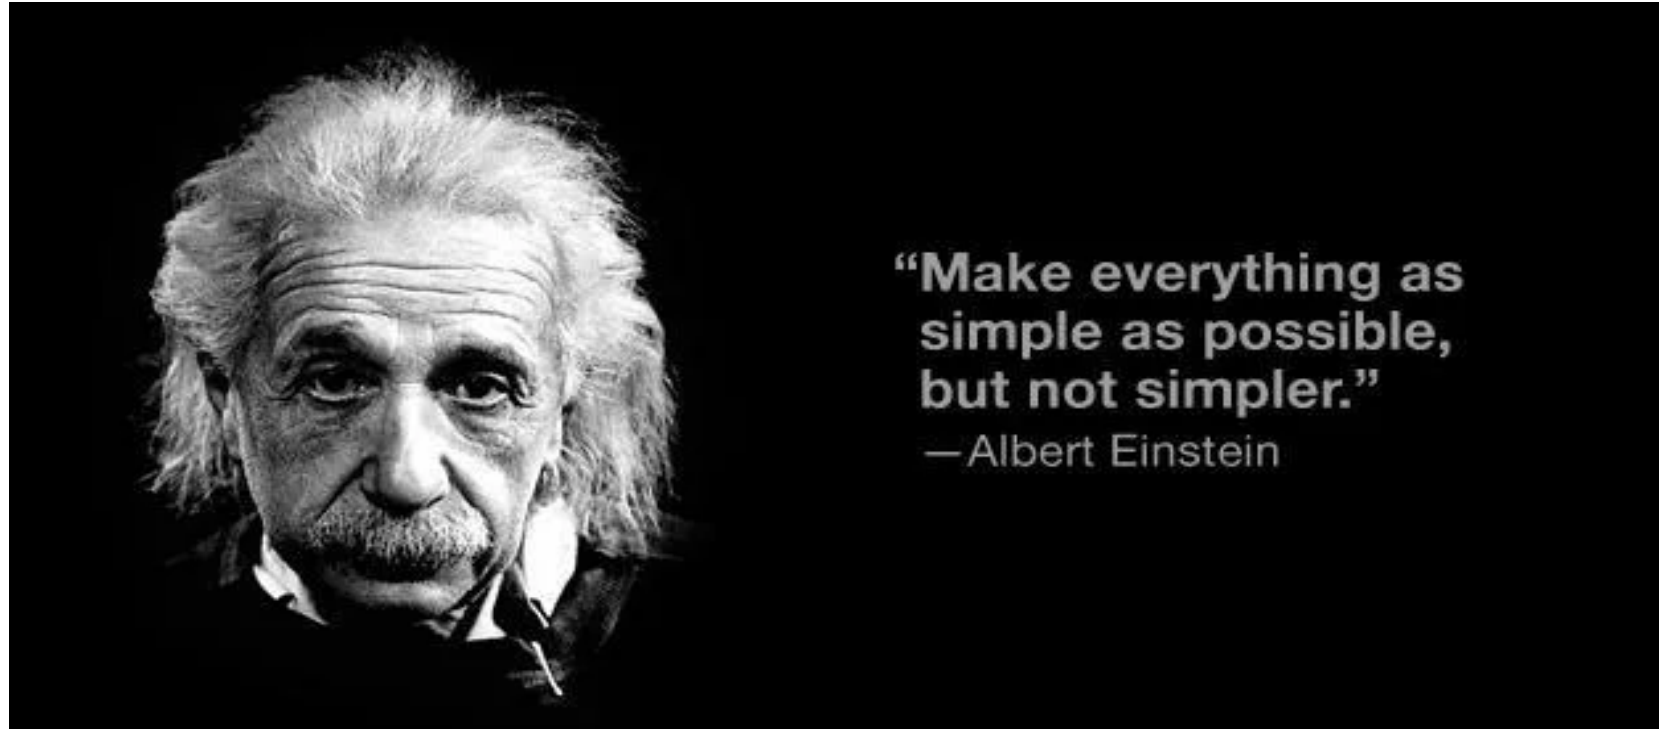 “Make everything as
simple as possible,
but not simpler.”
—Albert Einstein